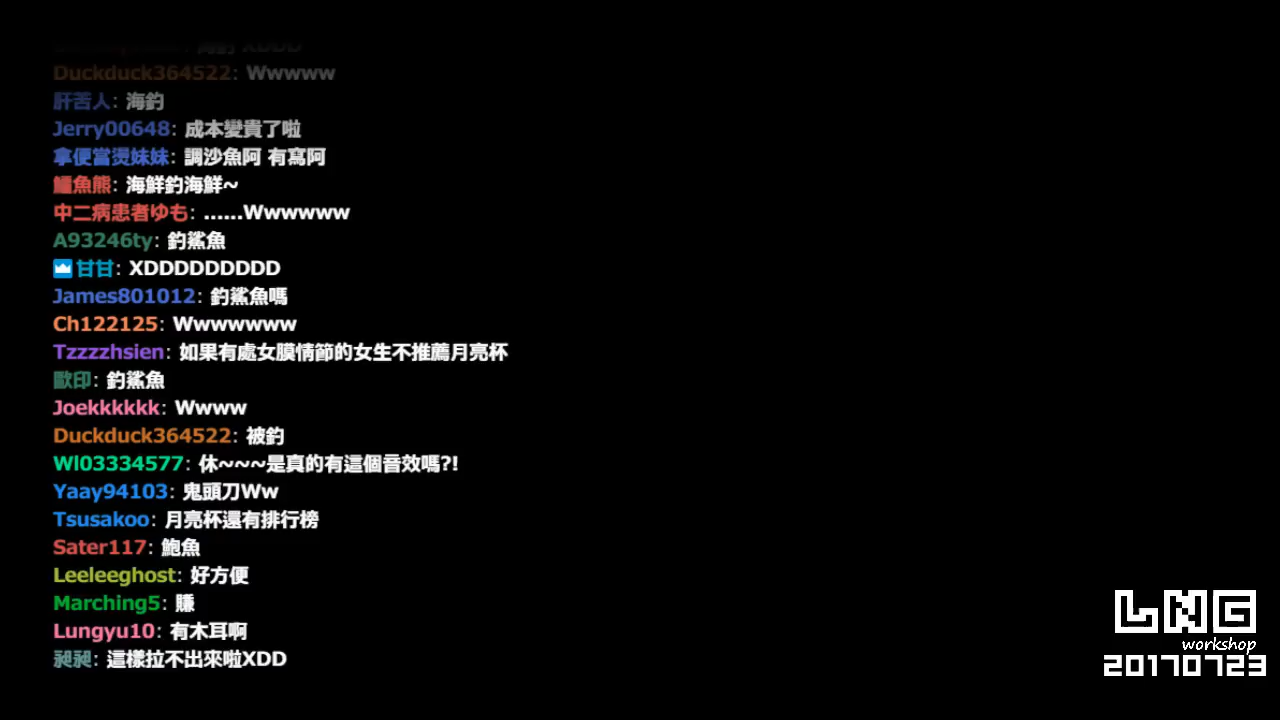 海釣 XDDD
Duckduck364522: Wwwww
肝苦人: 海釣
Jerry00648: 成本變貴了啦
拿便當燙妹妹: 調沙魚阿 有寫阿
鱷魚熊: 海鮮釣海鮮~
中二病患者ゆも: ......Wwwwww
A93246ty: 釣鯊魚
甘甘: XDDDDDDDDD
James801012: 釣鯊魚嗎
Ch122125: Wwwwwww
Tzzzzhsien: 如果有處女膜情節的女生不推薦月亮杯
歐印: 釣鯊魚
Joekkkkkk: Wwww
Duckduck364522: 被釣
Wl03334577: 休~~~是真的有這個音效嗎?!
Yaay94103: 鬼頭刀Ww
Tsusakoo: 月亮杯還有排行榜
Sater117: 鮑魚
Leeleeghost: 好方便
Marching5: 賺
Lungyu10: 有木耳啊
昶昶: 這樣拉不出來啦XDD
LNG
workshop
20170723